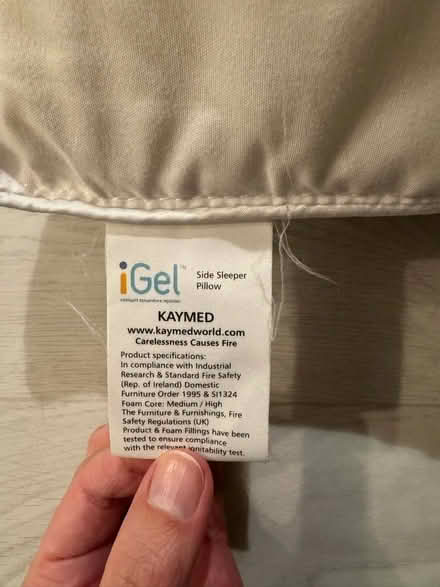 iGel™ Side Sleeper
Pillow
intelligent temperature regulation
KAYMED
www.kaymedworld.com
Carelessness Causes Fire
Product specifications:
In compliance with Industrial
Research & Standard Fire Safety
(Rep. of Ireland) Domestic
Furniture Order 1995 & SI1324
Foam Core: Medium / High
The Furniture & Furnishings, Fire
Safety Regulations (UK)
Product & Foam Fillings have been
tested to ensure compliance
with the relevant ignitability test.